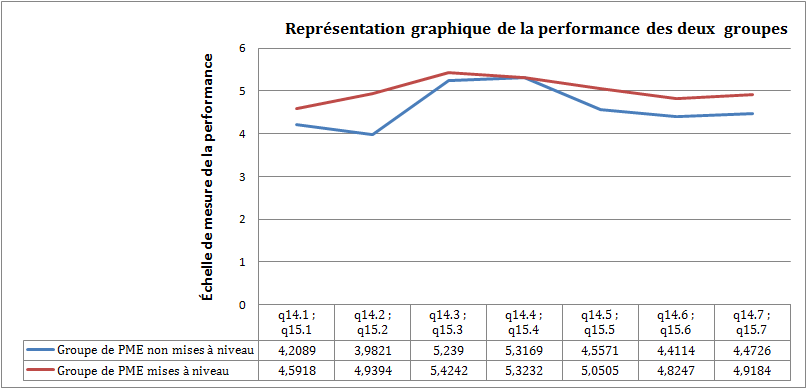 Représentation graphique de la performance des deux groupes
Échelle de mesure de la performance
6
5
4
3
2
1
0
q14.1 ; q14.2 ; q14.3 ; q14.4 ; q14.5 ; q14.6 ; q14.7 ;
q15.1 q15.2 q15.3 q15.4 q15.5 q15.6 q15.7
Groupe de PME non mises à niveau 4,2089 3,9821 5,239 5,3169 4,5571 4,4114 4,4726
Groupe de PME mises à niveau 4,5918 4,9394 5,4242 5,3232 5,0505 4,8247 4,9184